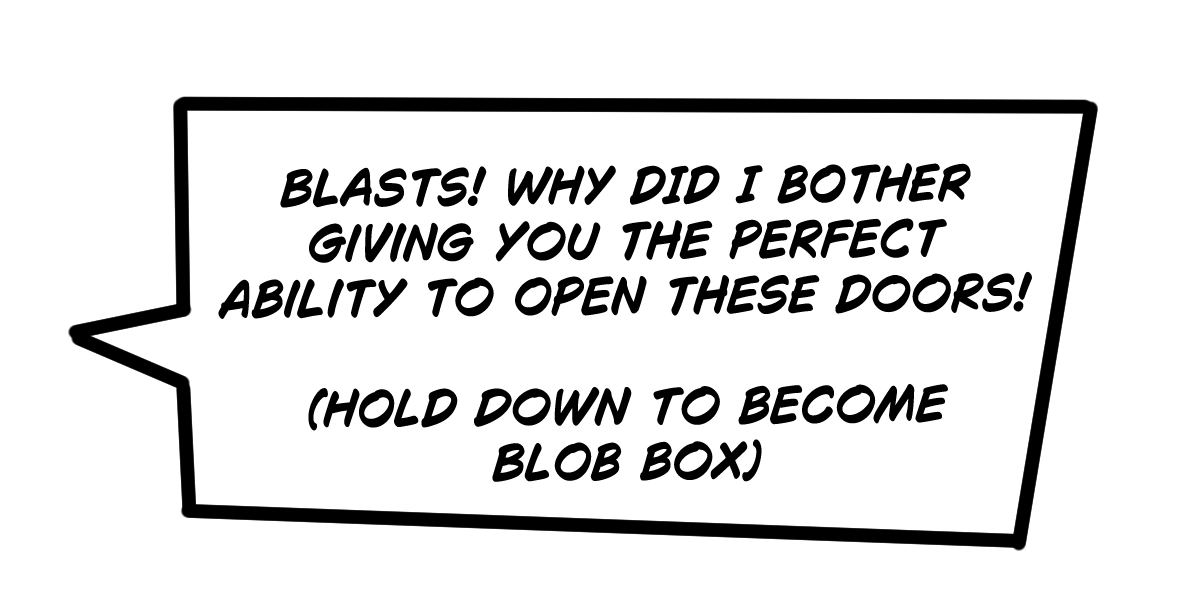 BLASTS! WHY DID I BOTHER
GIVING YOU THE PERFECT
ABILITY TO OPEN THESE DOORS!
(HOLD DOWN TO BECOME
BLOB BOX)